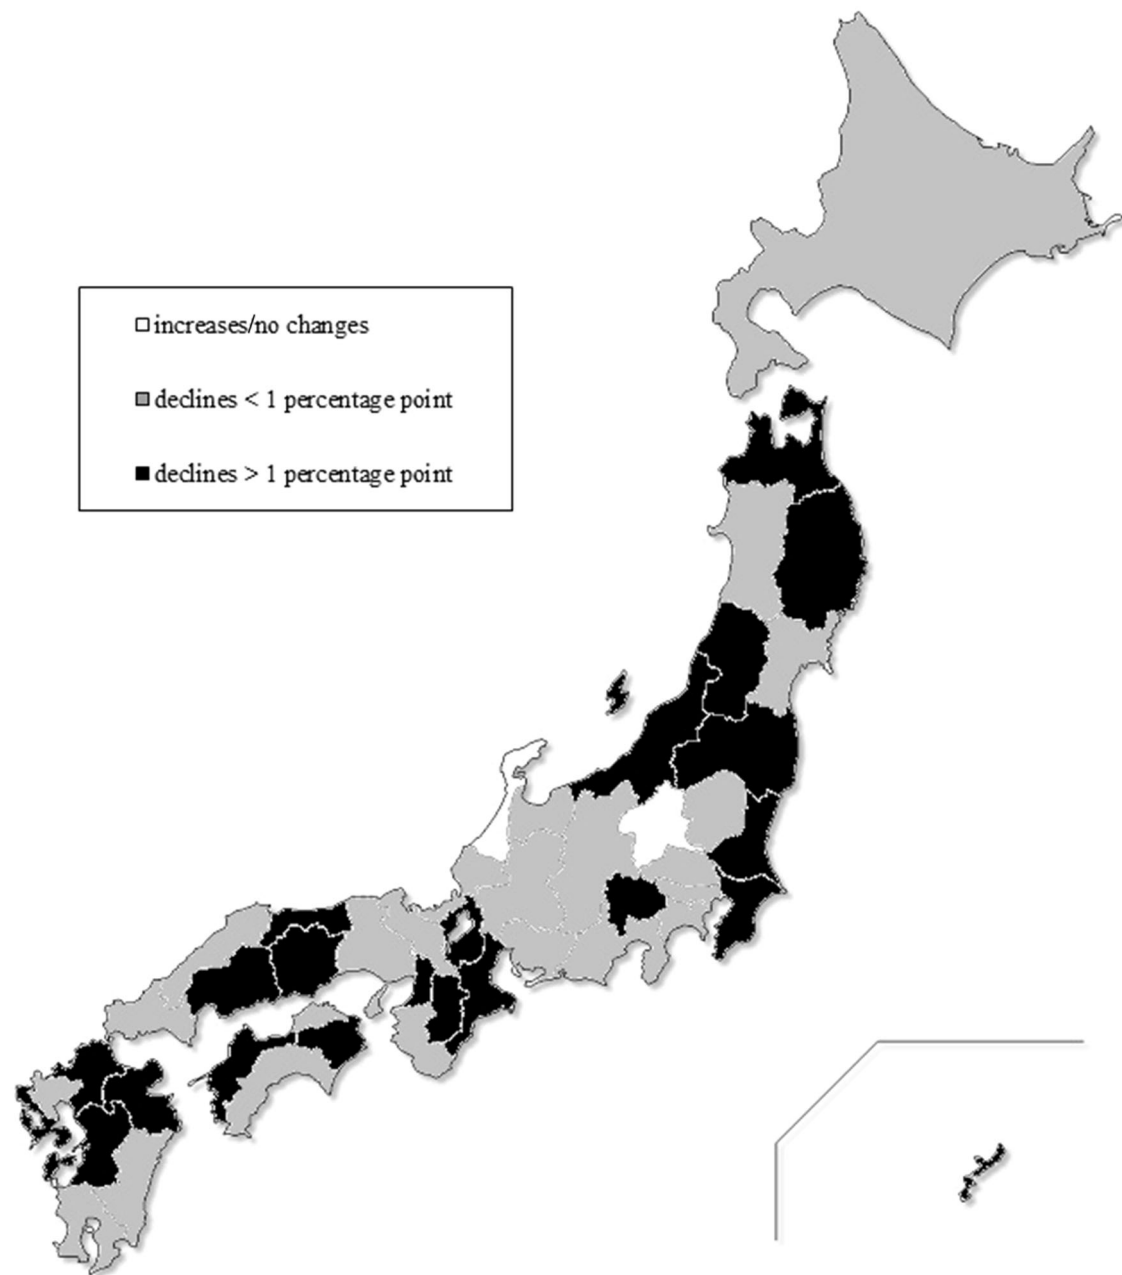 increases/no changes
declines < 1 percentage point
declines > 1 percentage point